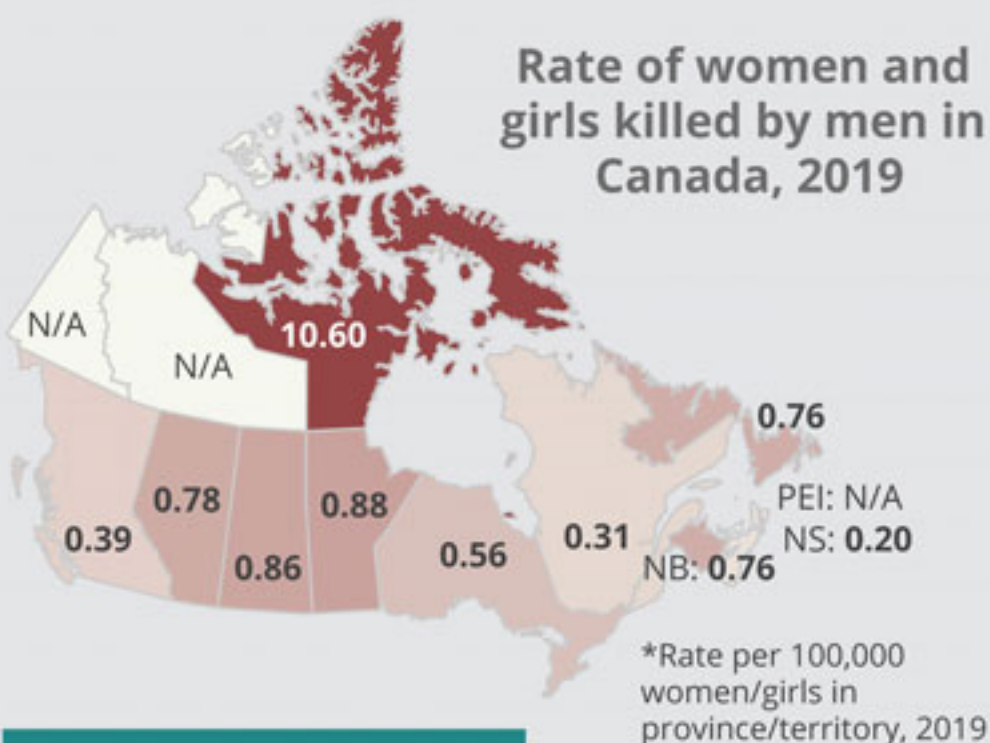 Rate of women and
girls killed by men in
Canada, 2019
N/A
N/A
10.60
0.76
0.39
0.78
0.86
0.88
0.56
0.31
PEI: N/A
NS: 0.20
NB: 0.76
*Rate per 100,000
women/girls in
province/territory, 2019